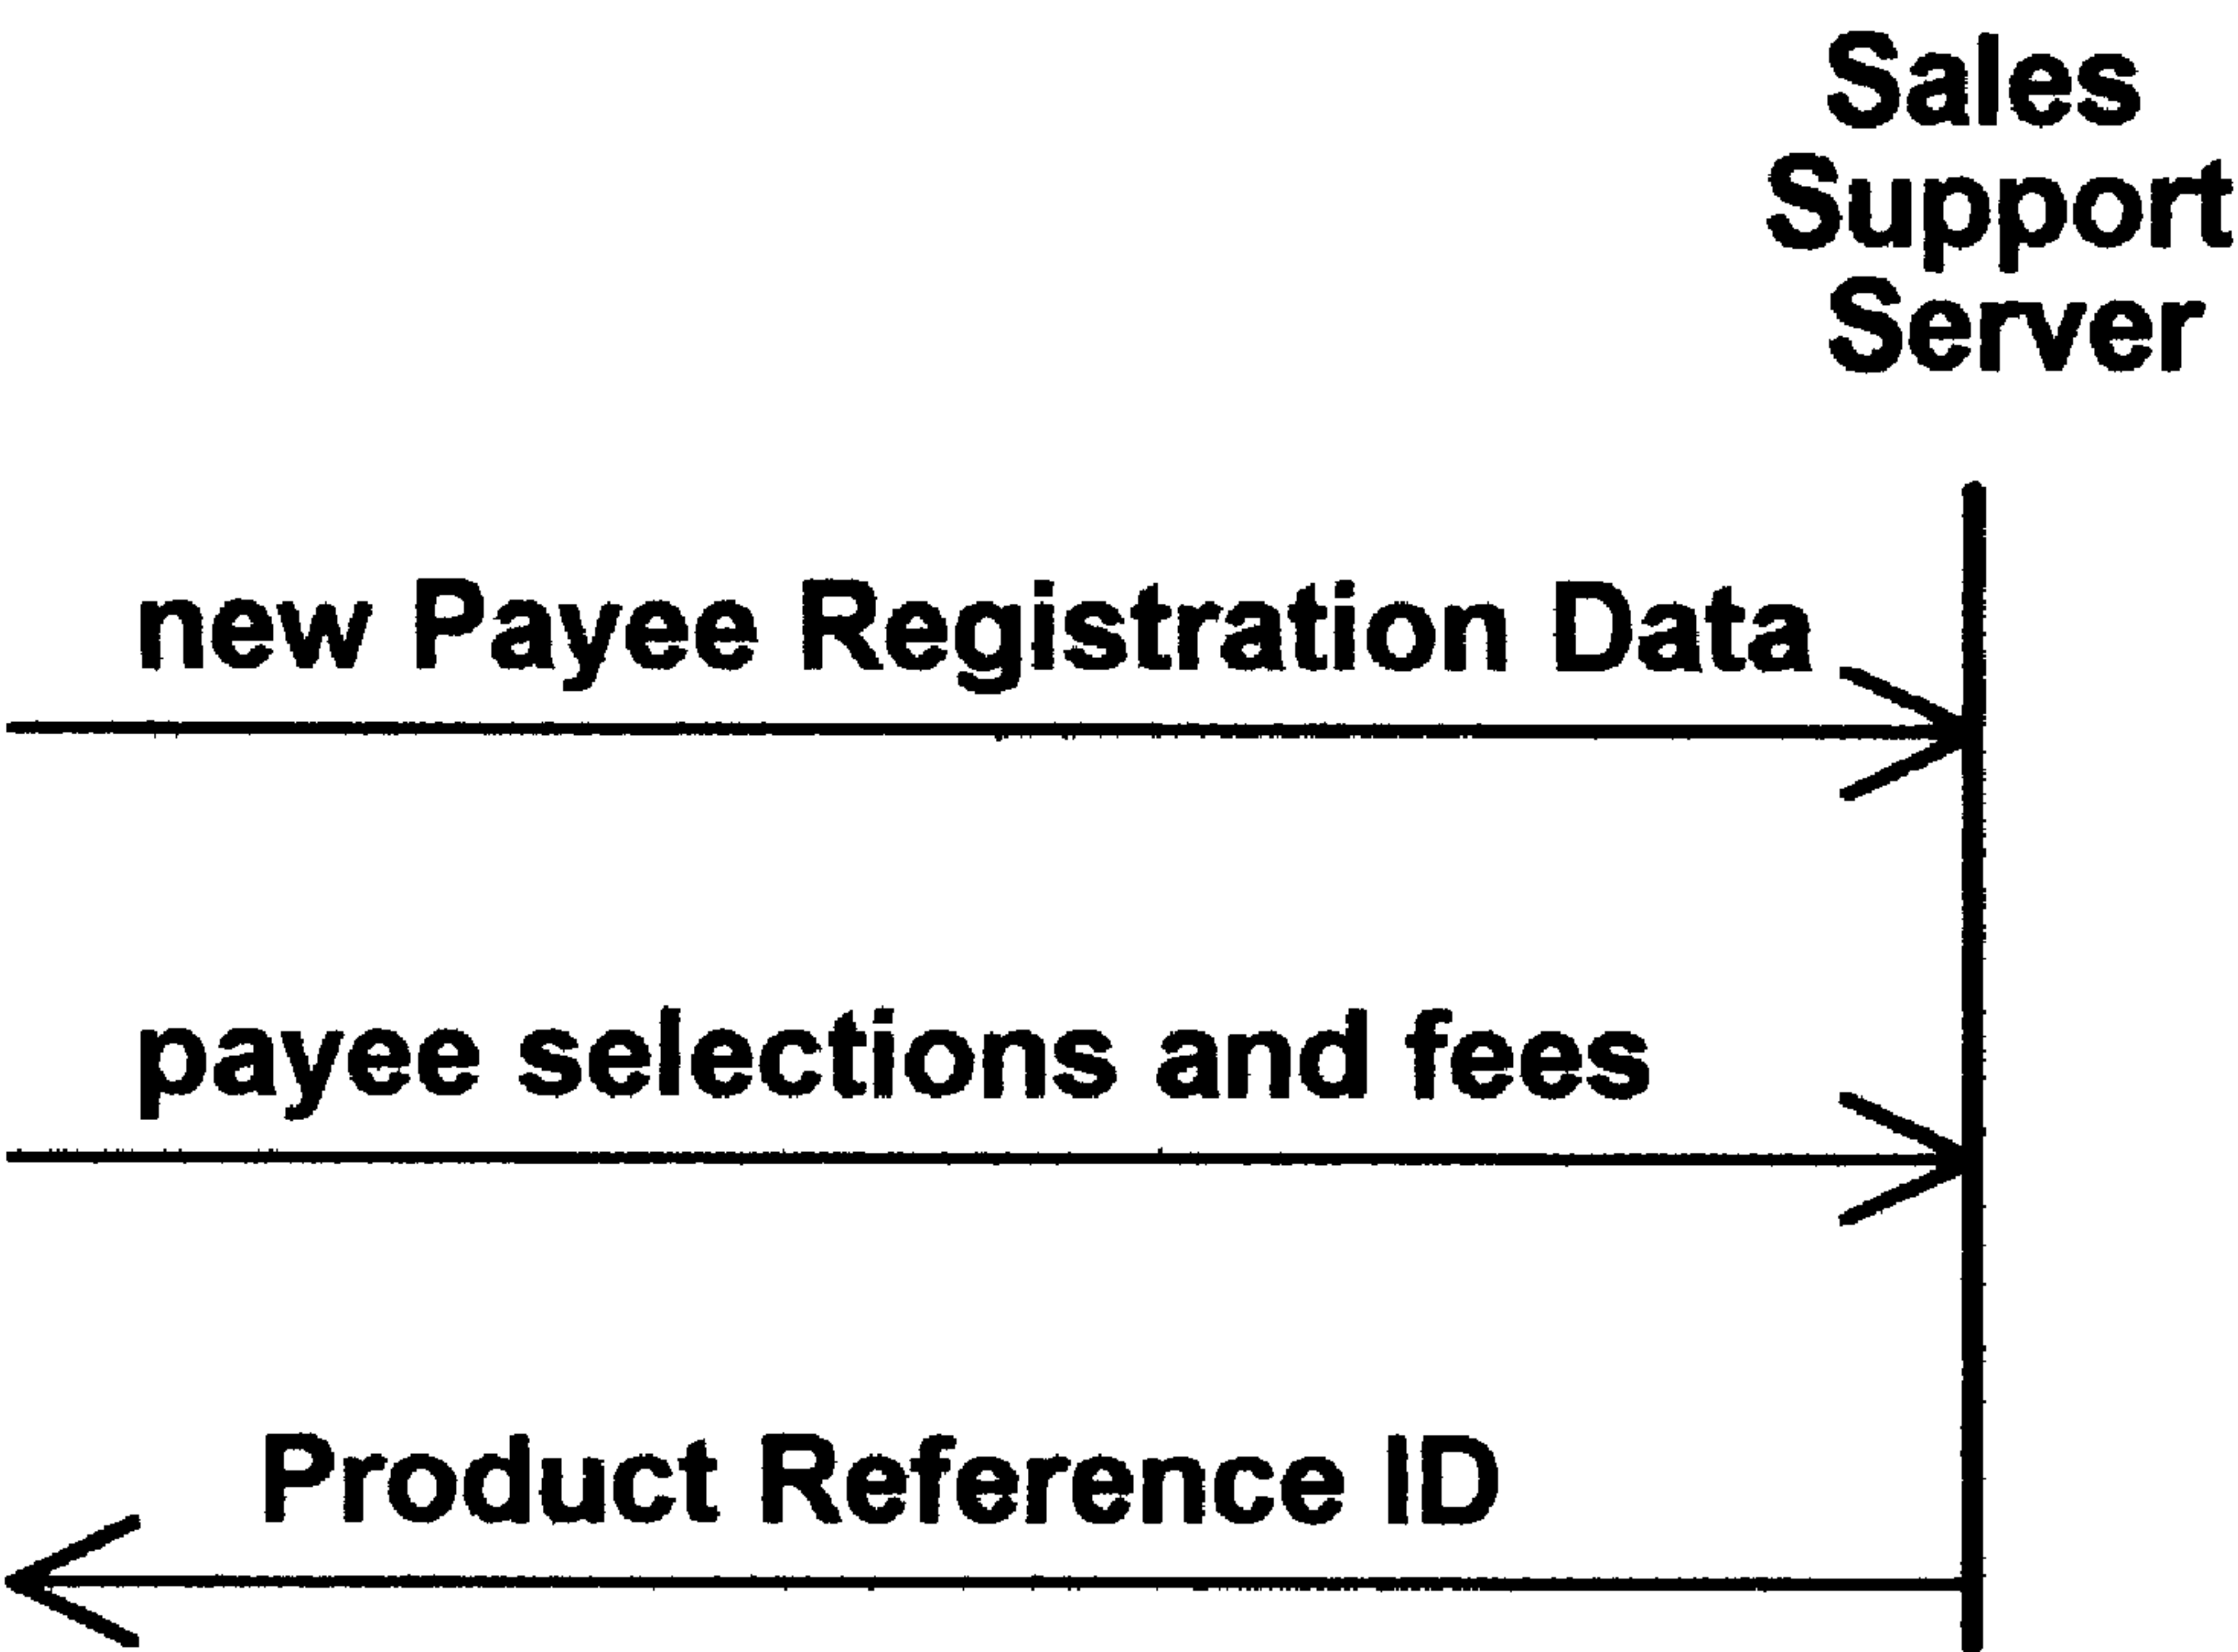 Sales
Support
Server
new Payee Registration Data
payee selections and fees
Product Reference ID